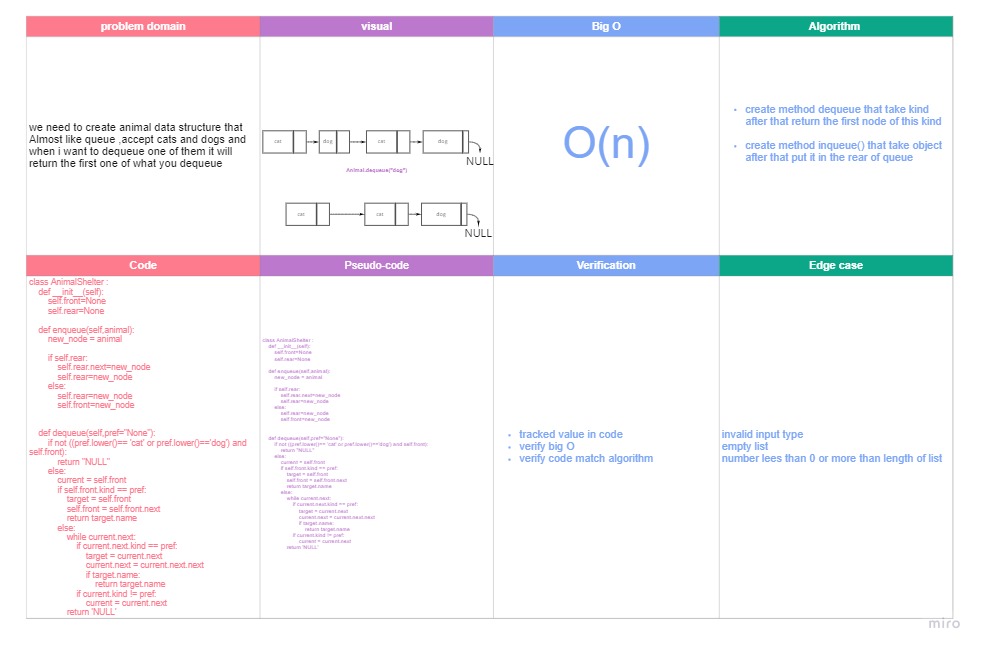 problem domain
visual
Big O
Algorithm
we need to create animal data structure that
Almost like queue ,accept cats and dogs and
when i want to dequeue one of them it will
return the first one of what you dequeue
cat
dog
cat
dog
NULL
Animal.dequeue("dog")
cat
cat
dog
NULL
O(n)
• create method dequeue that take kind
after that return the first node of this kind
• create method inqueue() that take object
after that put it in the rear of queue
Code
Pseudo-code
Verification
Edge case
class AnimalShelter :
def __init__(self):
self.front=None
self.rear=None
def enqueue(self,animal):
new_node = animal
if self.rear:
self.rear.next=new_node
self.rear=new_node
else:
self.rear=new_node
self.front=new_node
def dequeue(self,pref="None"):
if not ((pref.lower()== 'cat' or pref.lower()=='dog') and
self.front):
return "NULL"
else:
current = self.front
if self.front.kind == pref:
target = self.front
self.front = self.front.next
return target.name
else:
while current.next:
if current.next.kind == pref:
target = current.next
current.next = current.next.next
if target.name:
return target.name
if current.kind != pref:
current = current.next
return 'NULL'
class AnimalShelter :
def __init__(self):
self.front=None
self.rear=None
def enqueue(self,animal):
new_node = animal
if self.rear:
self.rear.next=new_node
self.rear=new_node
else:
self.rear=new_node
self.front=new_node
def dequeue(self,pref="None"):
if not ((pref.lower()== 'cat' or pref.lower()=='dog') and self.front):
return "NULL"
else:
current = self.front
if self.front.kind == pref:
target = self.front
self.front = self.front.next
return target.name
else:
while current.next:
if current.next.kind == pref:
target = current.next
current.next = current.next.next
if target.name:
return target.name
if current.kind != pref:
current = current.next
return 'NULL'
• tracked value in code
• verify big O
• verify code match algorithm
invalid input type
empty list
number lees than 0 or more than length of list
miro